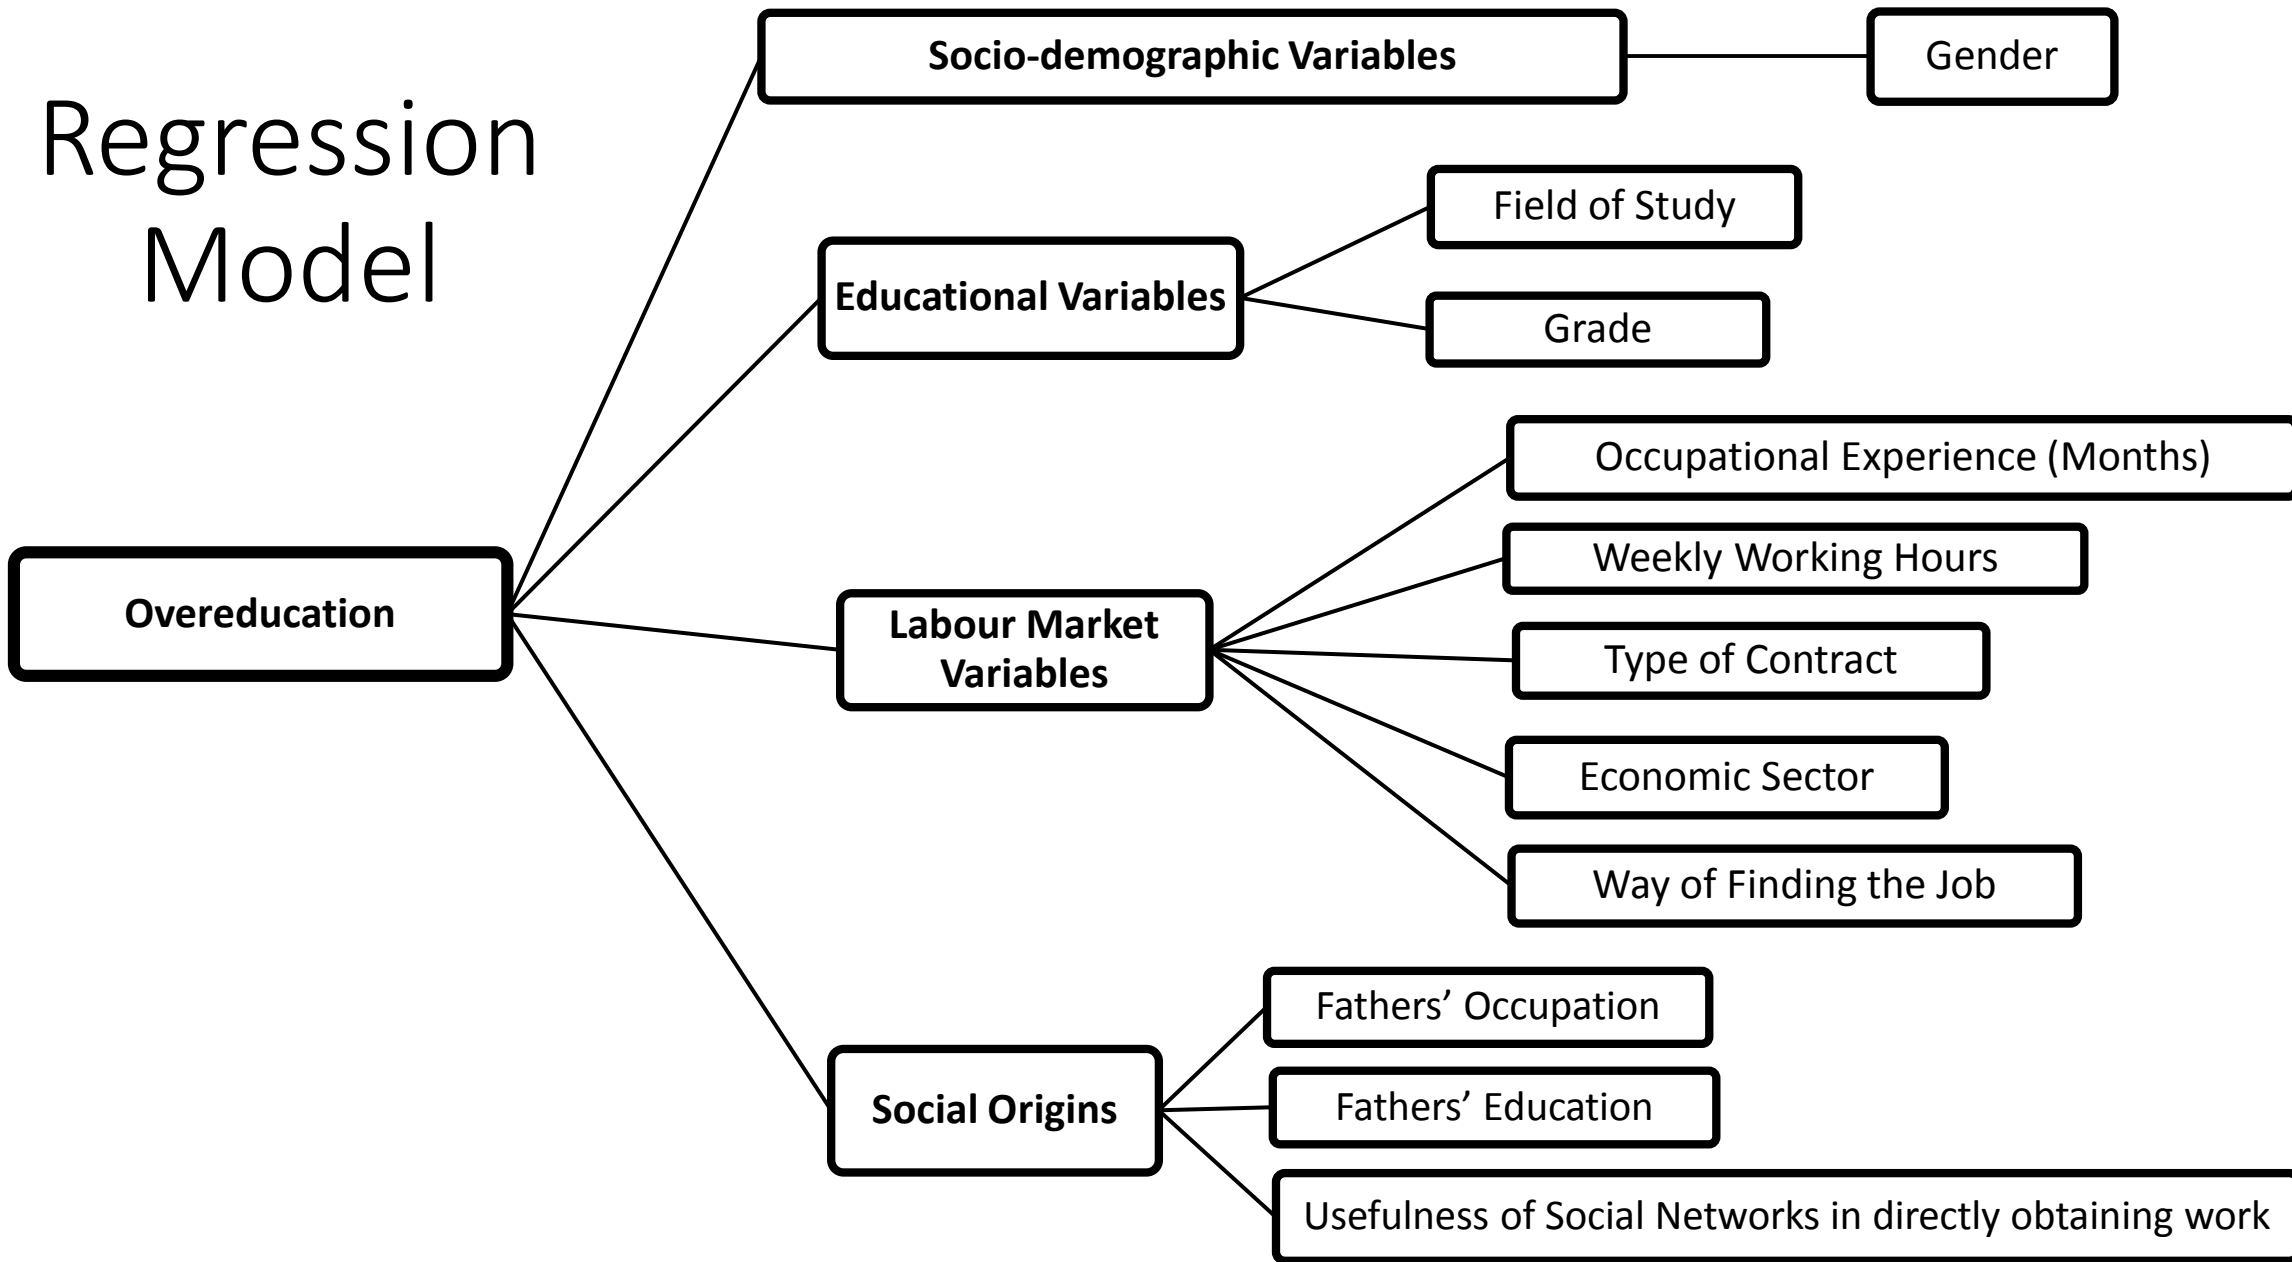 Regression
Model
Socio-demographic Variables
Gender
Educational Variables
Field of Study
Grade
Overeducation
Labour Market
Variables
Occupational Experience (Months)
Weekly Working Hours
Type of Contract
Economic Sector
Way of Finding the Job
Social Origins
Fathers’ Occupation
Fathers’ Education
Usefulness of Social Networks in directly obtaining work